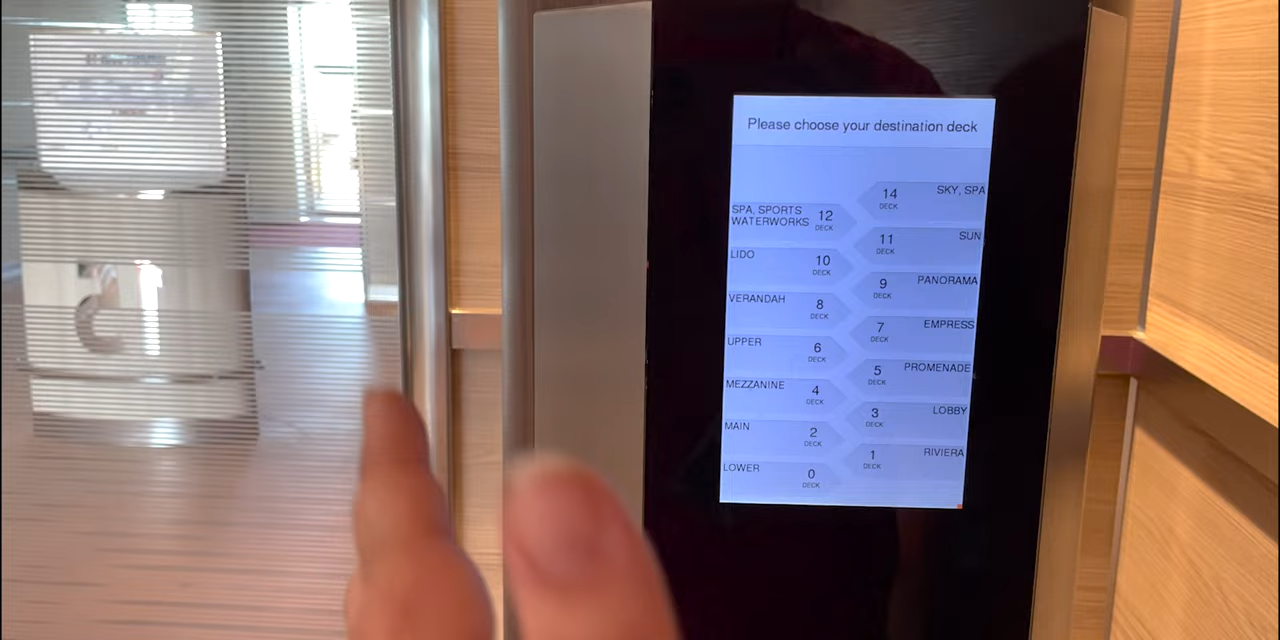 Please choose your destination deck
14 SKY, SPA
DECK
SPA, SPORTS
WATERWORKS 12
DECK
11 SUN
DECK
LIDO 10
DECK
9 PANORAMA
DECK
VERANDAH 8
DECK
7 EMPRESS
DECK
UPPER 6
DECK
5 PROMENADE
DECK
MEZZANINE 4
DECK
3 LOBBY
DECK
MAIN 2
DECK
1 RIVIERA
DECK
LOWER 0
DECK